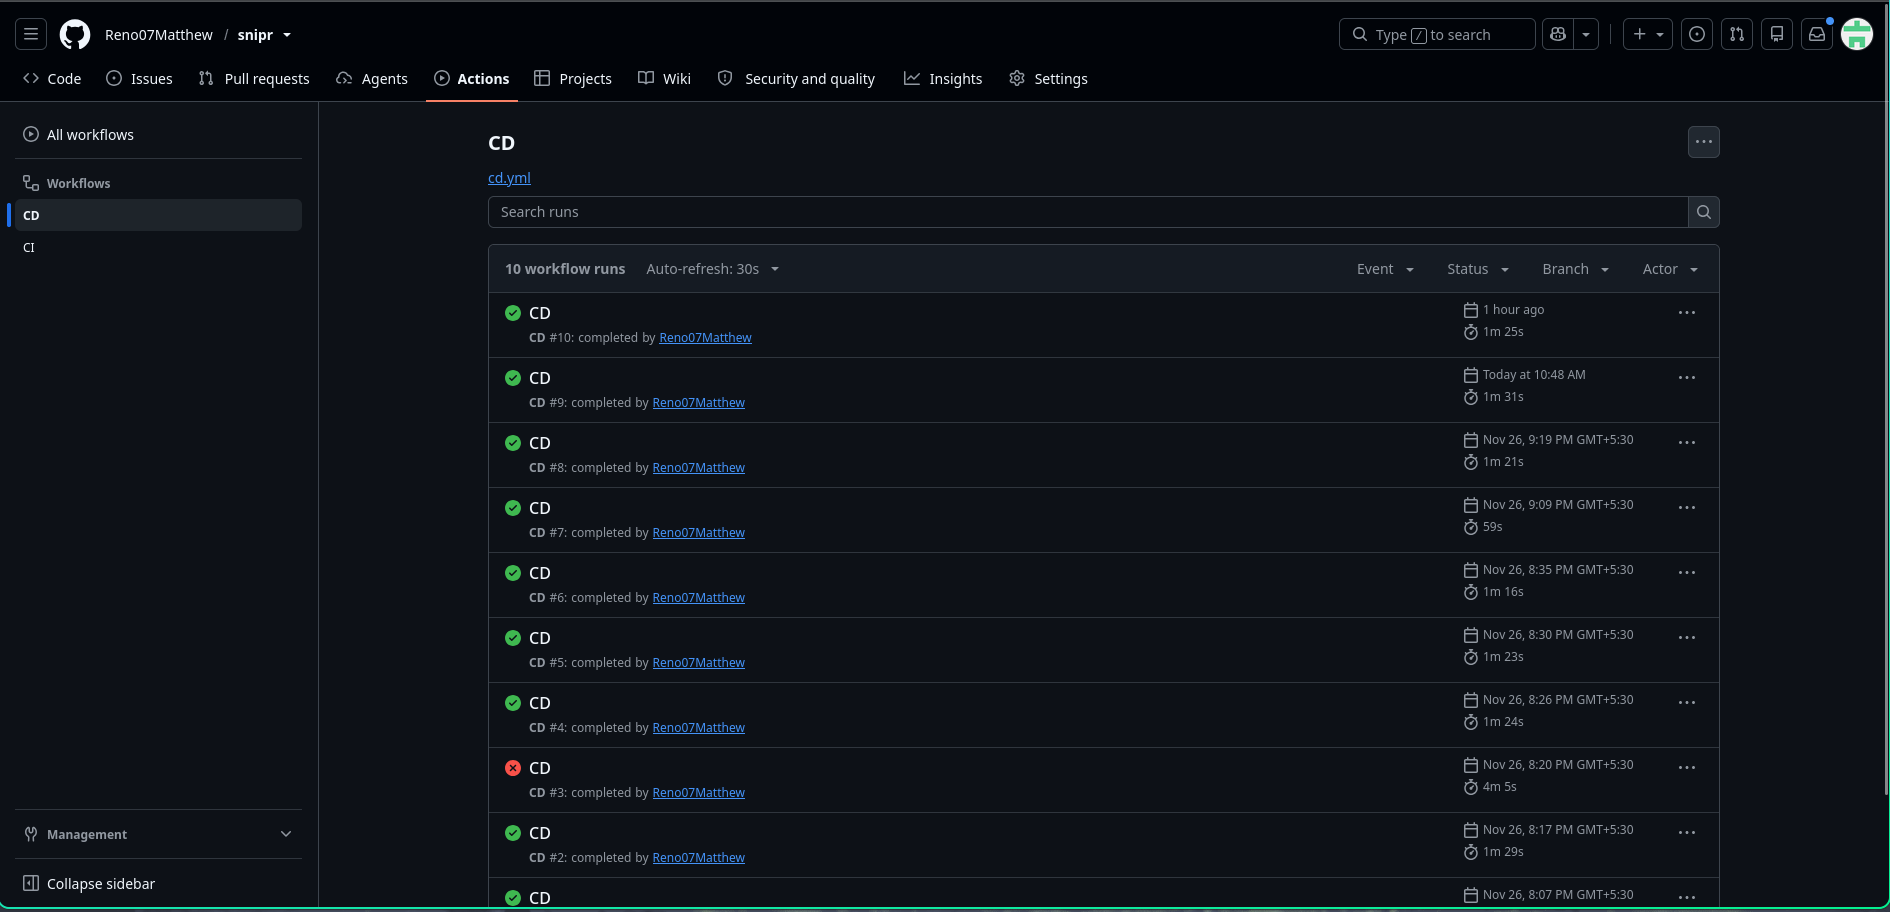 Reno07Matthew / snipr
Type / to search
Code
Issues
Pull requests
Agents
Actions
Projects
Wiki
Security and quality
Insights
Settings
All workflows
Workflows
CD
CI
Management
Collapse sidebar
CD
cd.yml
Search runs
10 workflow runs
Auto-refresh: 30s
Event
Status
Branch
Actor
CD
CD #10: completed by Reno07Matthew
1 hour ago
1m 25s
CD
CD #9: completed by Reno07Matthew
Today at 10:48 AM
1m 31s
CD
CD #8: completed by Reno07Matthew
Nov 26, 9:19 PM GMT+5:30
1m 21s
CD
CD #7: completed by Reno07Matthew
Nov 26, 9:09 PM GMT+5:30
59s
CD
CD #6: completed by Reno07Matthew
Nov 26, 8:35 PM GMT+5:30
1m 16s
CD
CD #5: completed by Reno07Matthew
Nov 26, 8:30 PM GMT+5:30
1m 23s
CD
CD #4: completed by Reno07Matthew
Nov 26, 8:26 PM GMT+5:30
1m 24s
CD
CD #3: completed by Reno07Matthew
Nov 26, 8:20 PM GMT+5:30
4m 5s
CD
CD #2: completed by Reno07Matthew
Nov 26, 8:17 PM GMT+5:30
1m 29s
CD
Nov 26, 8:07 PM GMT+5:30